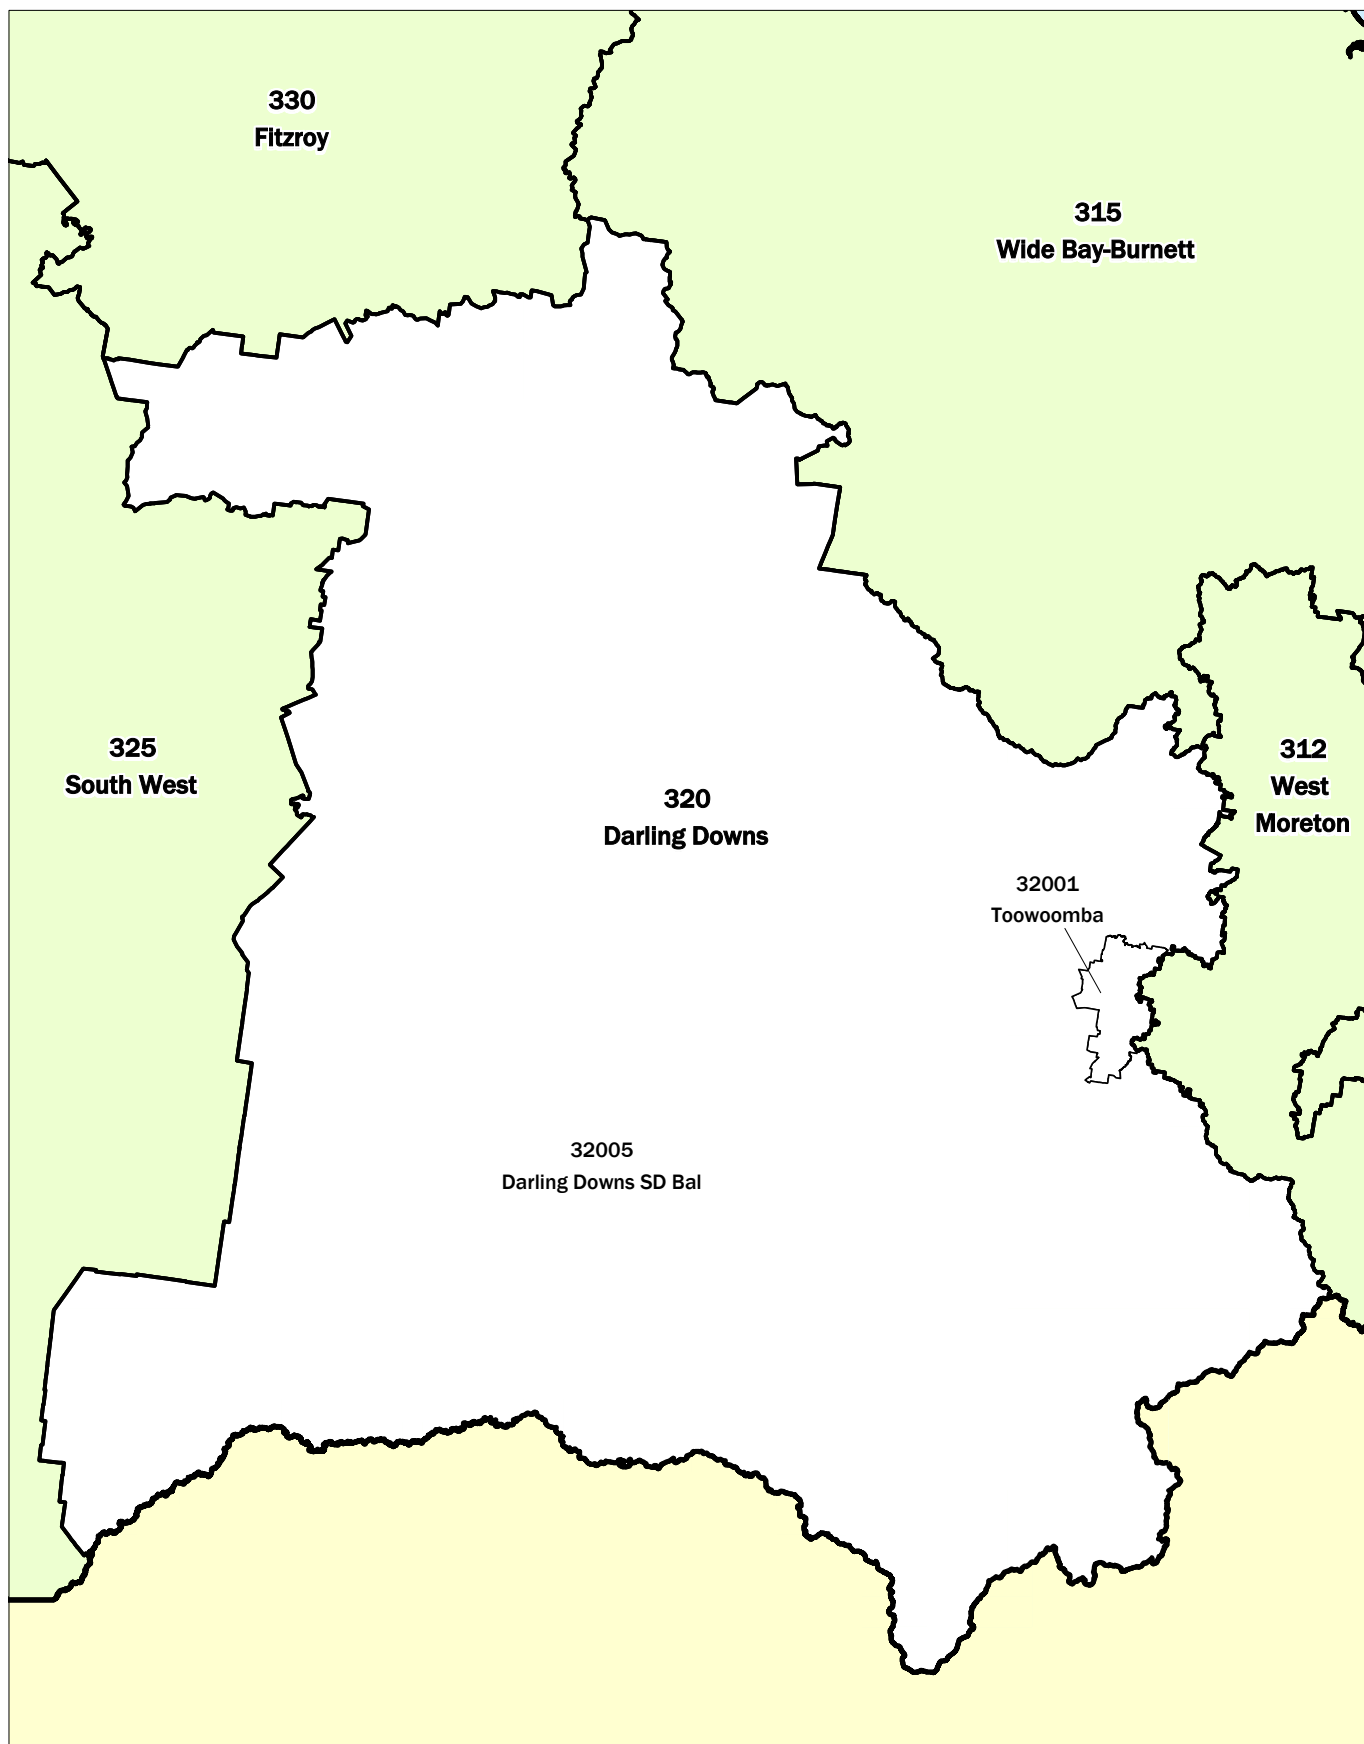 330
Fitzroy
315
Wide Bay-Burnett
325
South West
312
West
Moreton
320
Darling Downs
32001
Toowoomba
32005
Darling Downs SD Bal